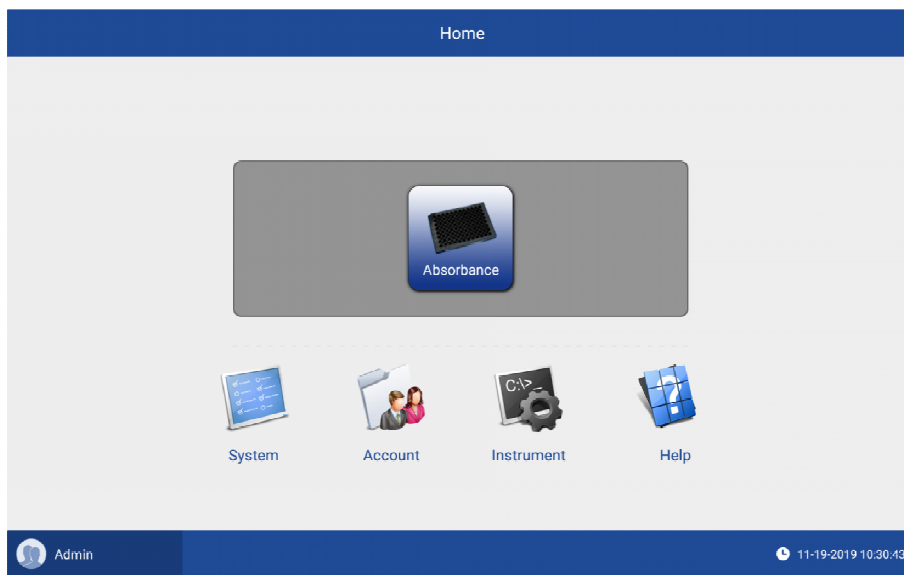 Home
Absorbance
C:\>_
System
Account
Instrument
Help
Admin
11-19-2019 10:30:43